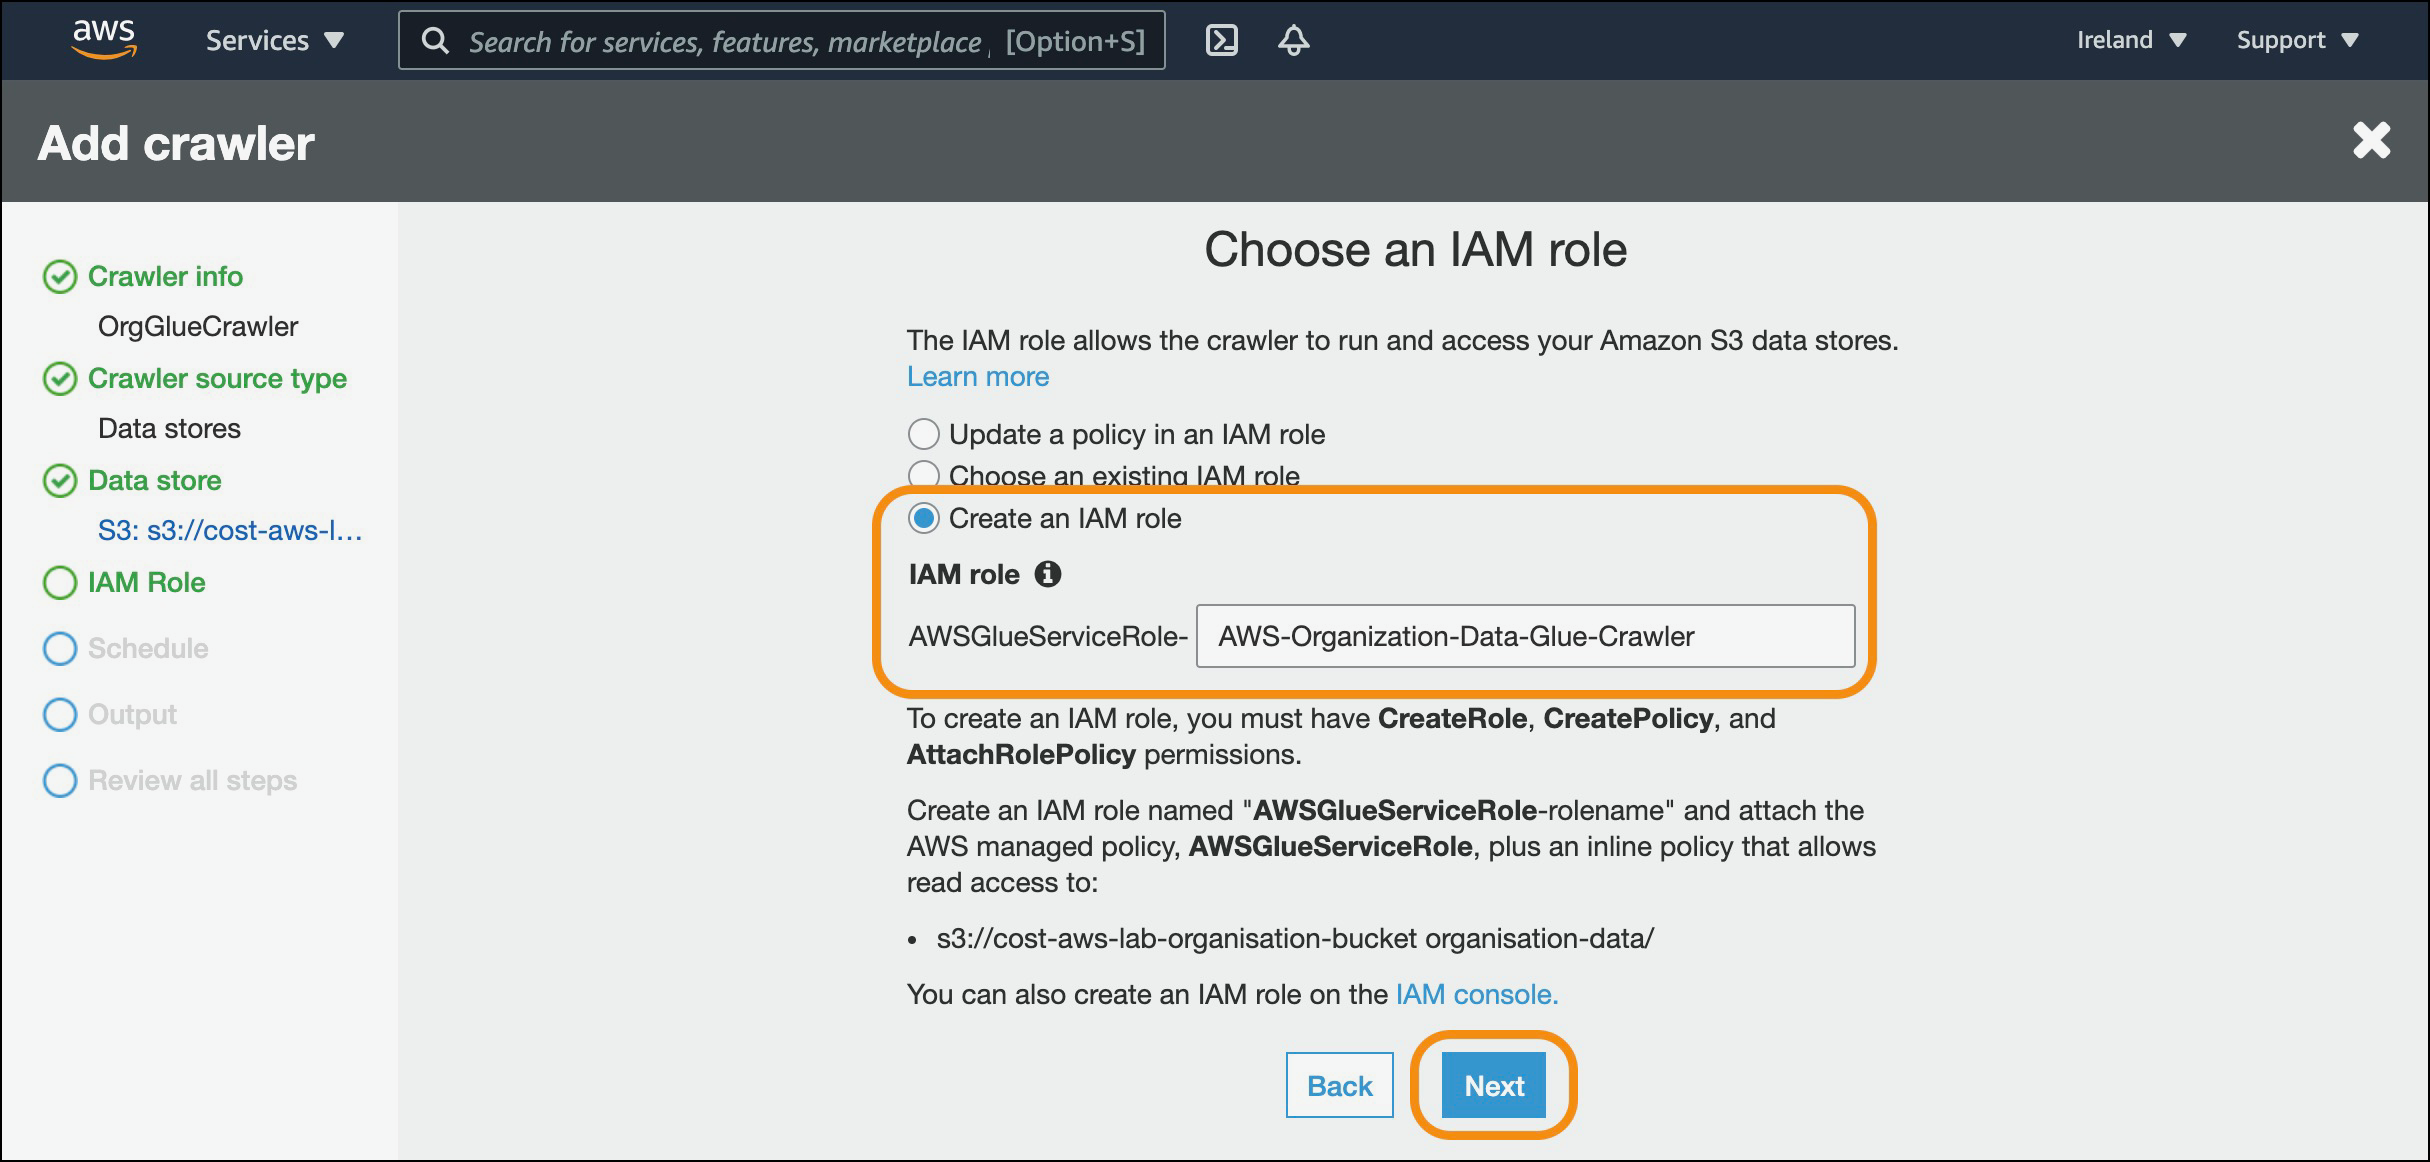 aws
Services
Search for services, features, marketplace
[Option+S]
Ireland
Support
Add crawler
Crawler info
OrgGlueCrawler
Crawler source type
Data stores
Data store
S3: s3://cost-aws-l…
IAM Role
Schedule
Output
Review all steps
Choose an IAM role
The IAM role allows the crawler to run and access your Amazon S3 data stores.
Learn more
Update a policy in an IAM role
Choose an existing IAM role
Create an IAM role
IAM role
AWSGlueServiceRole- AWS-Organization-Data-Glue-Crawler
To create an IAM role, you must have CreateRole, CreatePolicy, and
AttachRolePolicy permissions.
Create an IAM role named "AWSGlueServiceRole-rolename" and attach the
AWS managed policy, AWSGlueServiceRole, plus an inline policy that allows
read access to:
• s3://cost-aws-lab-organisation-bucket organisation-data/
You can also create an IAM role on the IAM console.
Back
Next